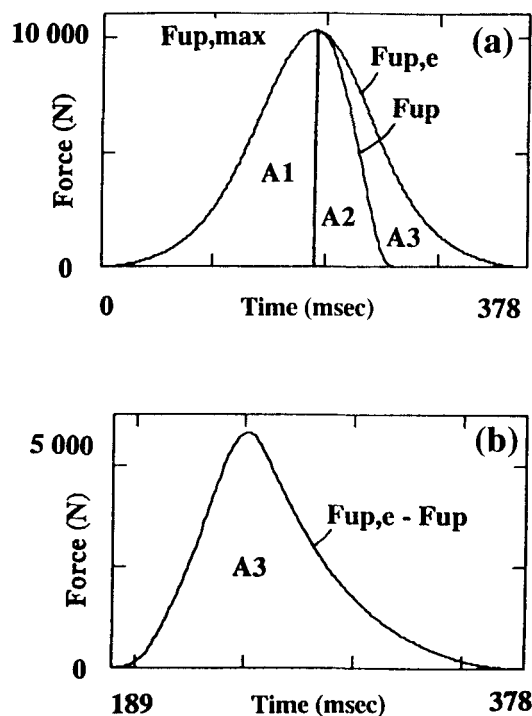 10 000
Fup,max
(a)
Fup,e
Fup
Force (N)
A1
A2
A3
0
0
Time (msec)
378
5 000
(b)
Fup,e - Fup
Force (N)
A3
0
189
Time (msec)
378